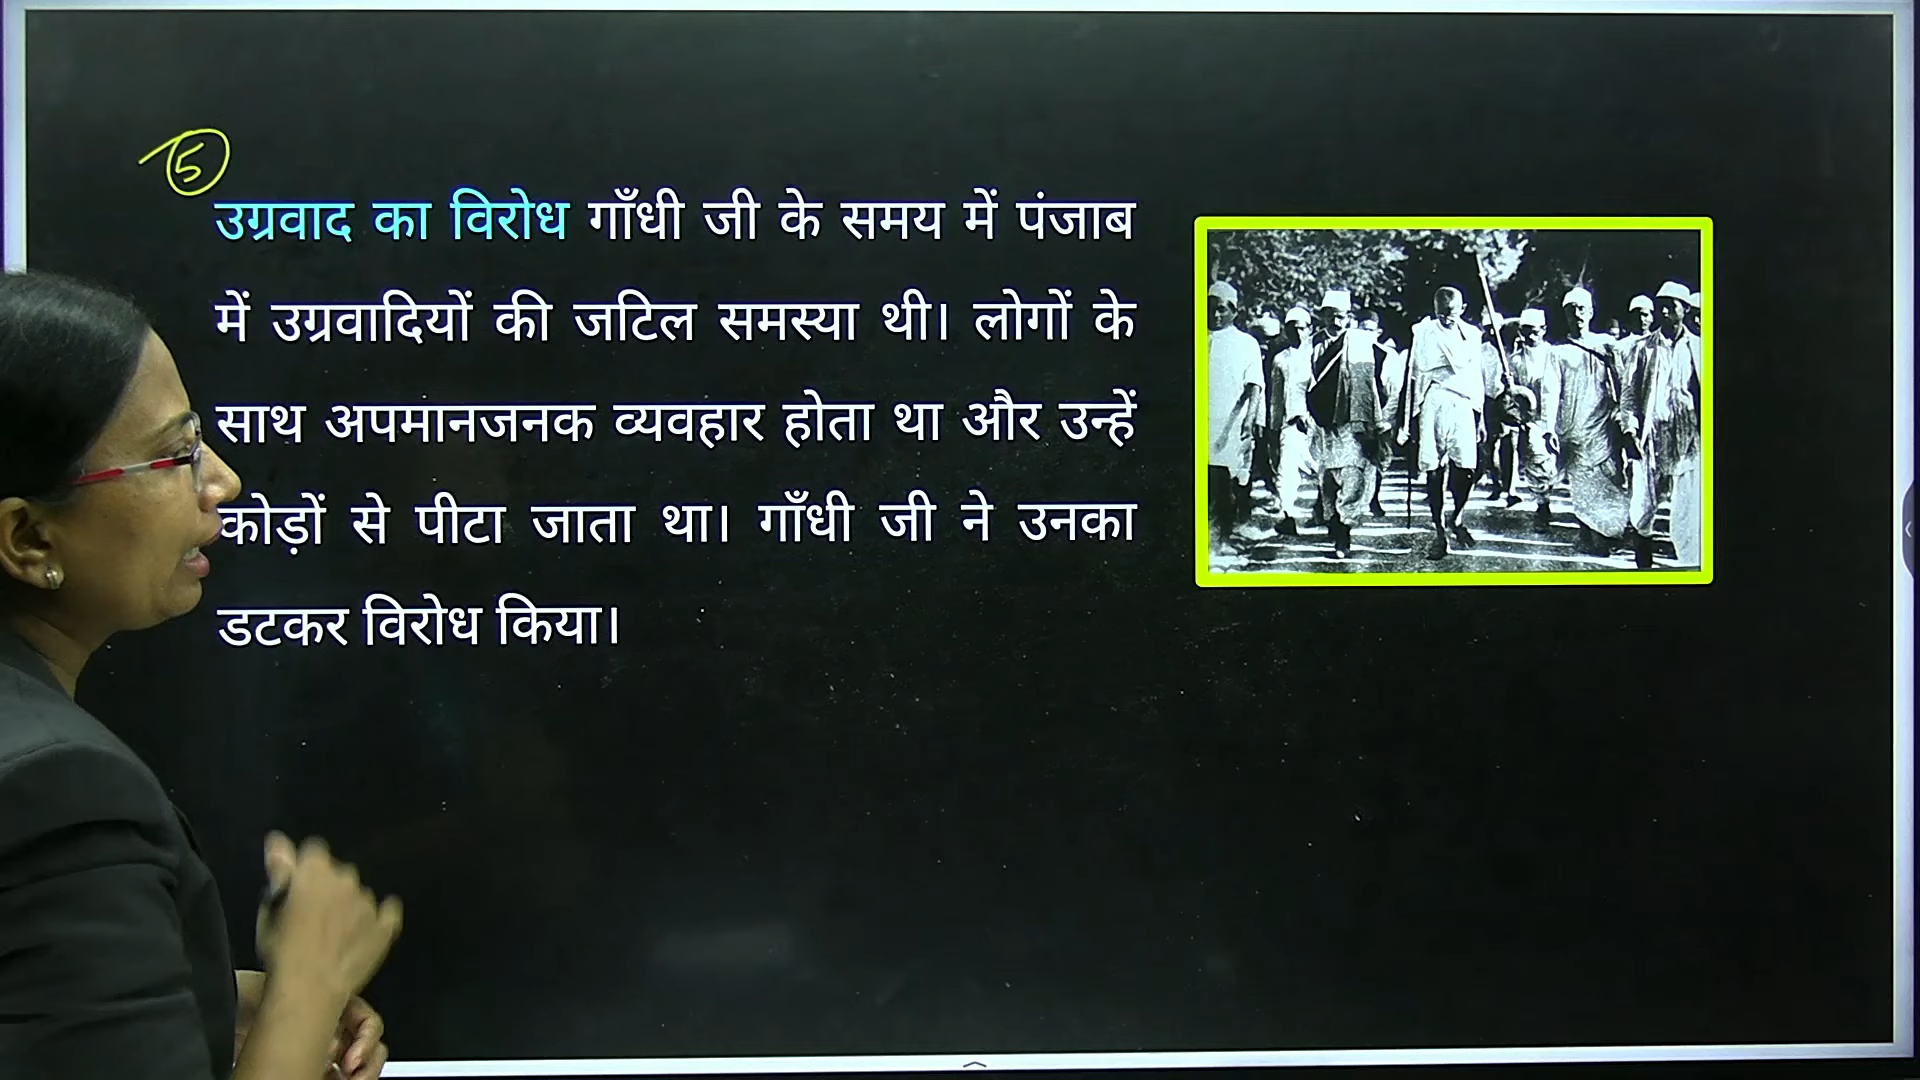 5
उग्रवाद का विरोध गाँधी जी के समय में पंजाब
में उग्रवादियों की जटिल समस्या थी। लोगों के
साथ अपमानजनक व्यवहार होता था और उन्हें
कोड़ों से पीटा जाता था। गाँधी जी ने उनका
डटकर विरोध किया।